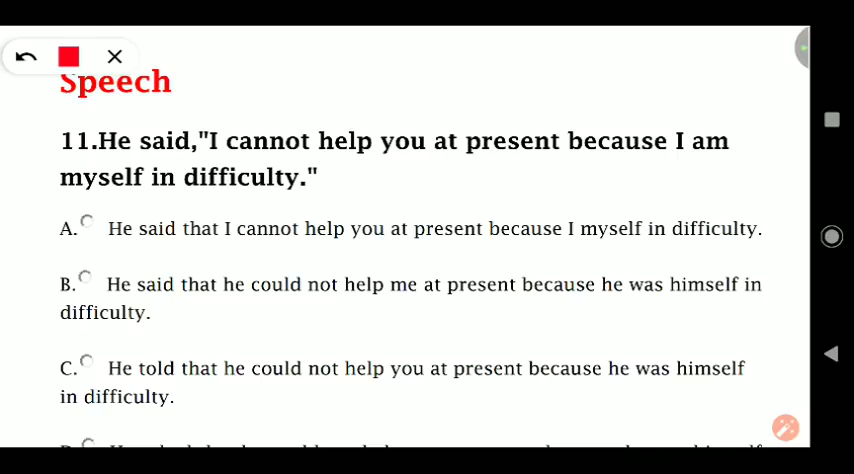 Speech
11.He said,"I cannot help you at present because I am
myself in difficulty."
A. He said that I cannot help you at present because I myself in difficulty.
B. He said that he could not help me at present because he was himself in
difficulty.
C. He told that he could not help you at present because he was himself
in difficulty.